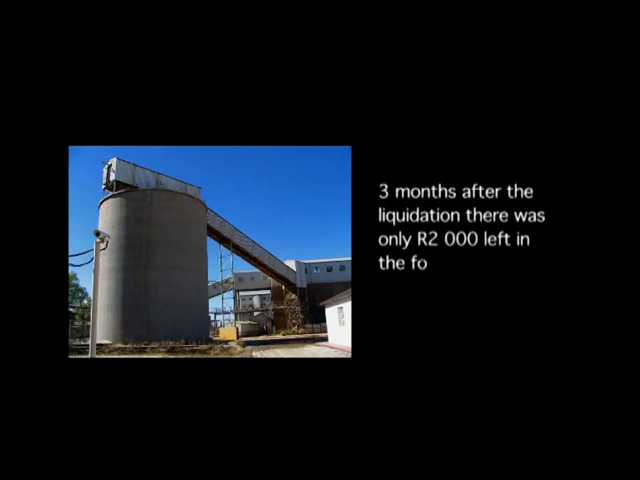 3 months after the
liquidation there was
only R2 000 left in
the fo